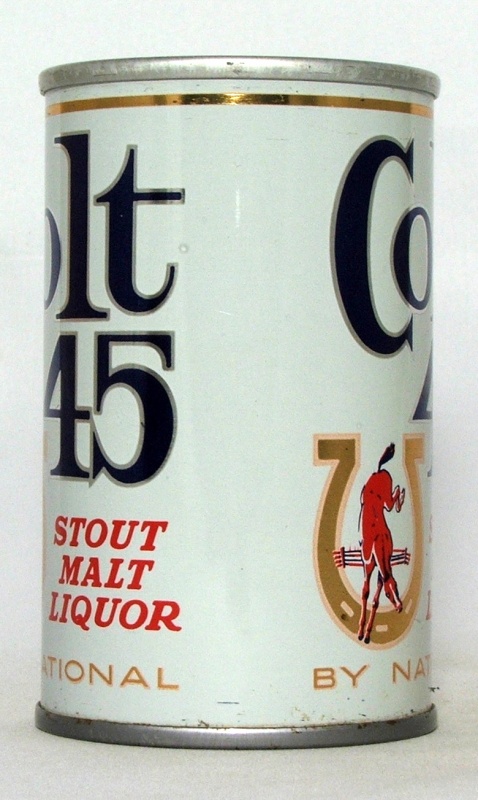 olt
45
STOUT
MALT
LIQUOR
ATIONAL
Co
BY NAT